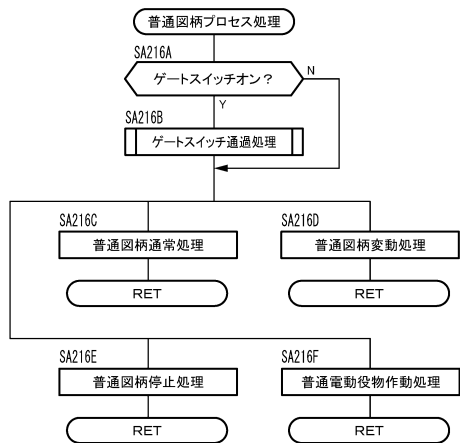 普通図柄プロセス処理
SA216A
ゲートスイッチオン？
N
Y
SA216B
ゲートスイッチ通過処理
SA216C
普通図柄通常処理
RET
SA216D
普通図柄変動処理
RET
SA216E
普通図柄停止処理
RET
SA216F
普通電動役物作動処理
RET